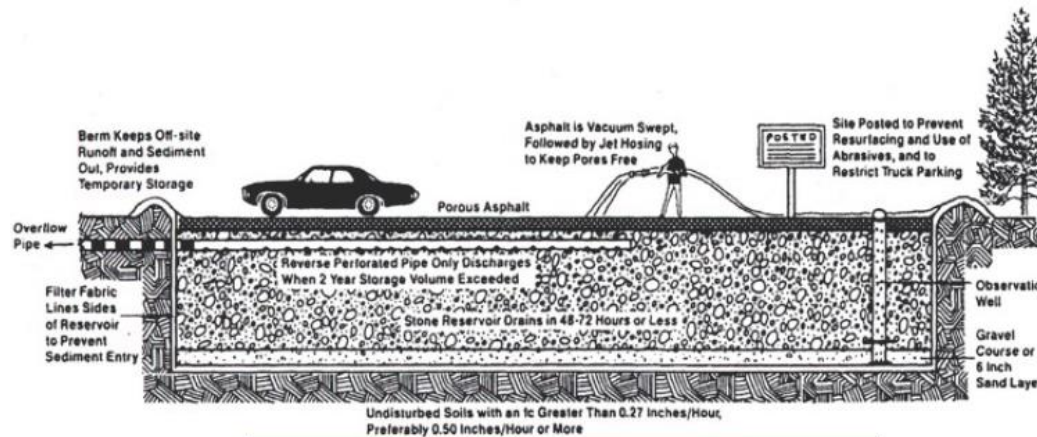 Berm Keeps Off-site
Runoff and Sediment
Out, Provides
Temporary Storage
Asphalt is Vacuum Swept,
Followed by Jet Hosing
to Keep Pores Free
POSTED
Site Posted to Prevent
Resurfacing and Use of
Abrasives, and to
Restrict Truck Parking
Porous Asphalt
Overflow
Pipe
Reverse Perforated Pipe Only Discharges
When 2 Year Storage Volume Exceeded
Filter Fabric
Lines Sides
of Reservoir
to Prevent
Sediment Entry
Stone Reservoir Drains in 48-72 Hours or Less
Observatio
Well
Gravel
Course or
6 Inch
Sand Laye
Undisturbed Soils with an fc Greater Than 0.27 Inches/Hour,
Preferably 0.50 Inches/Hour or More